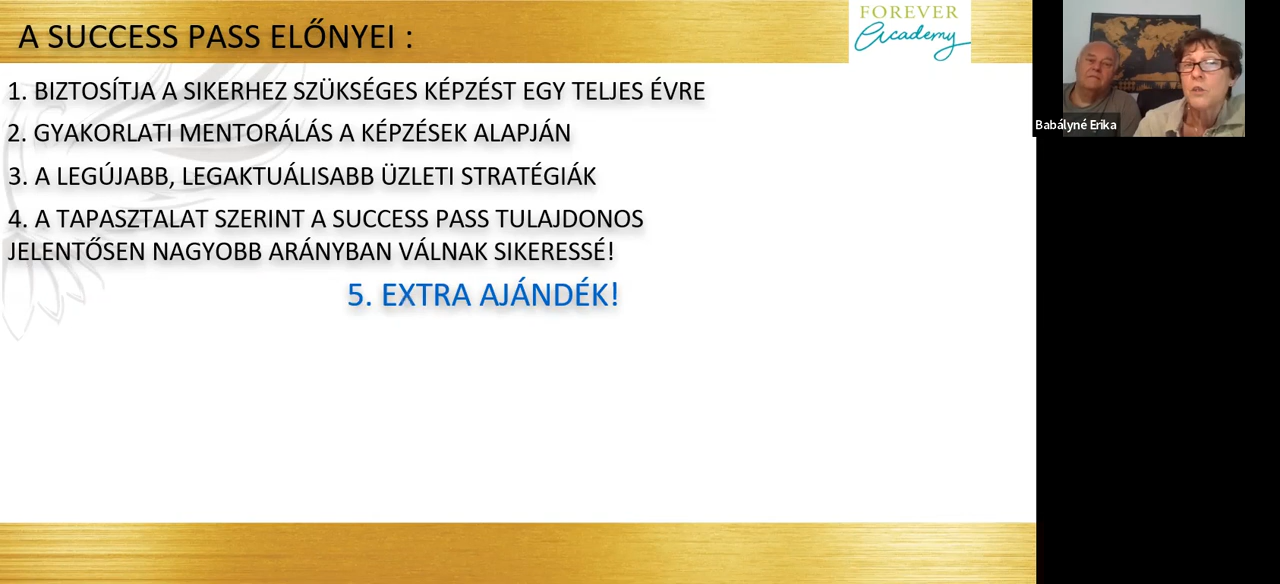 A SUCCESS PASS ELŐNYEI :
FOREVER
Academy
1. BIZTOSÍTJA A SIKERHEZ SZÜKSÉGES KÉPZÉST EGY TELJES ÉVRE
2. GYAKORLATI MENTORÁLÁS A KÉPZÉSEK ALAPJÁN
3. A LEGÚJABB, LEGAKTUÁLISABB ÜZLETI STRATÉGIÁK
4. A TAPASZTALAT SZERINT A SUCCESS PASS TULAJDONOS
JELENTŐSEN NAGYOBB ARÁNYBAN VÁLNAK SIKERESSÉ!
5. EXTRA AJÁNDÉK!
Babályné Erika